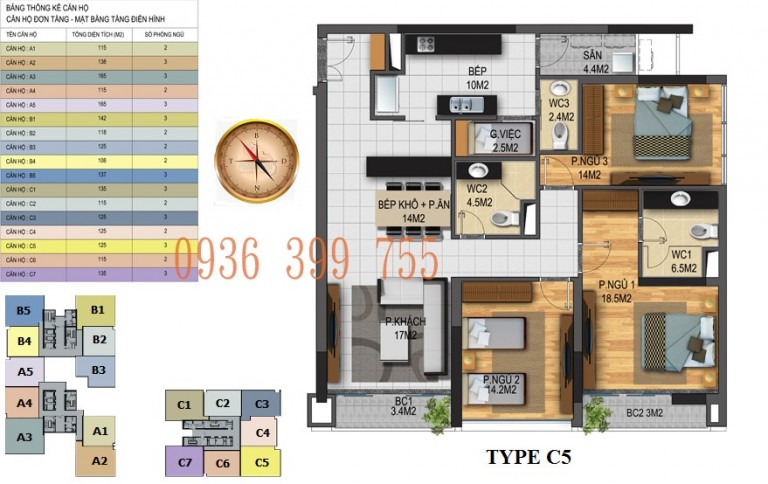 BẢNG THỐNG KÊ CĂN HỘ
CĂN HỘ ĐƠN TẦNG - MẶT BẰNG TẦNG ĐIỂN HÌNH
TÊN CĂN HỘ TỔNG DIỆN TÍCH (M2) SỐ PHÒNG NGỦ
CĂN HỘ : A1 115 2
CĂN HỘ : A2 138 3
CĂN HỘ : A3 165 3
CĂN HỘ : A4 115 2
CĂN HỘ : A5 165 3
CĂN HỘ : B1 142 3
CĂN HỘ : B2 118 2
CĂN HỘ : B3 125 3
CĂN HỘ : B4 108 2
CĂN HỘ : B5 137 3
CĂN HỘ : C1 135 3
CĂN HỘ : C2 115 2
CĂN HỘ : C3 125 3
CĂN HỘ : C4 125 2
CĂN HỘ : C5 125 3
CĂN HỘ : C6 115 2
CĂN HỘ : C7 135 3
B
T
D
N
BẾP
10M2
SÂN
4.4M2
WC3
2.4M2
G.VIỆC
2.5M2
P.NGỦ 3
14M2
WC2
4.5M2
BẾP KHÔ + P.ĂN
14M2
WC1
6.5M2
0936 399 755
P.NGỦ 1
18.5M2
P.KHÁCH
17M2
P.NGỦ 2
14.2M2
BC1
3.4M2
BC2 3M2
TYPE C5
B5
B1
B4
B2
A5
B3
A4
A3
A1
A2
C1
C2
C3
C4
C7
C6
C5